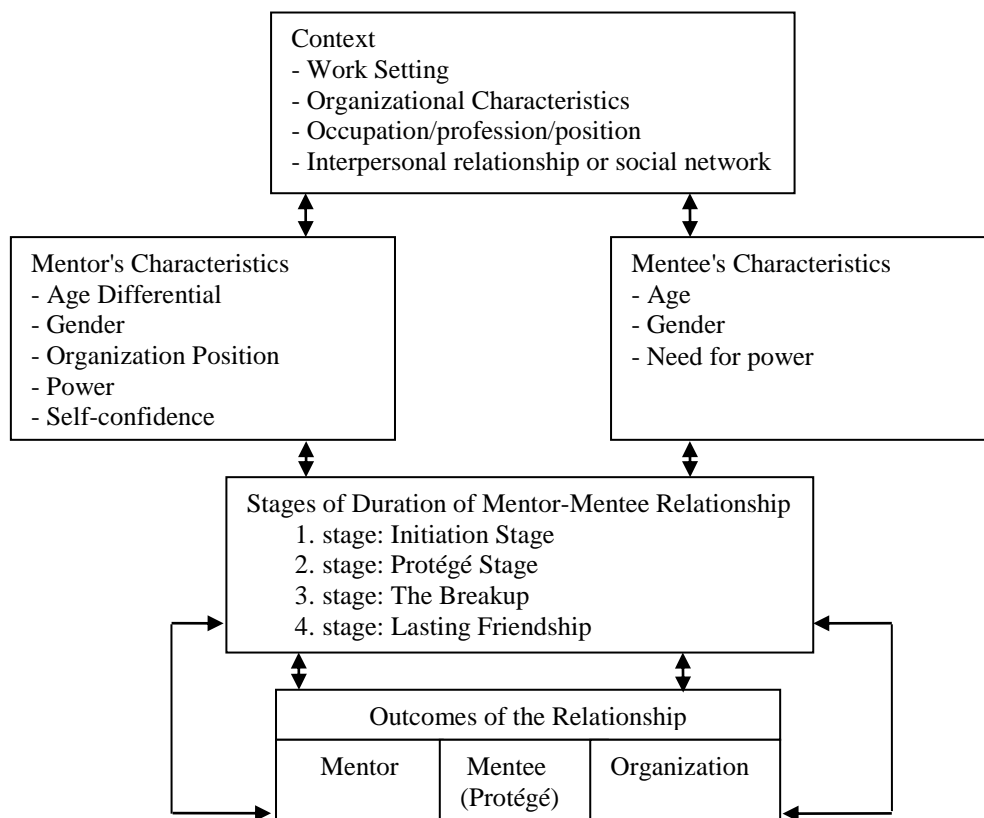 Context
- Work Setting
- Organizational Characteristics
- Occupation/profession/position
- Interpersonal relationship or social network
Mentor's Characteristics
- Age Differential
- Gender
- Organization Position
- Power
- Self-confidence
Mentee's Characteristics
- Age
- Gender
- Need for power
Stages of Duration of Mentor-Mentee Relationship
1. stage: Initiation Stage
2. stage: Protégé Stage
3. stage: The Breakup
4. stage: Lasting Friendship
Outcomes of the Relationship
Mentor
Mentee
(Protégé)
Organization